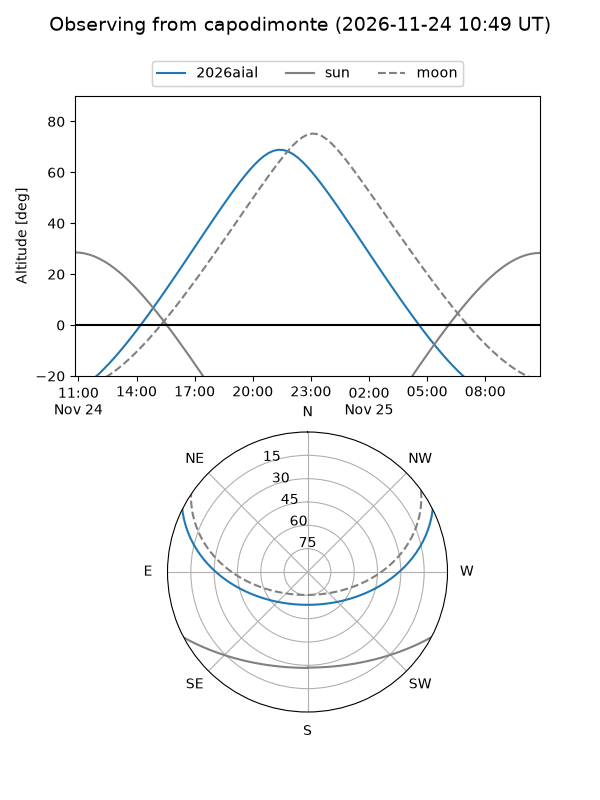 Observing from capodimonte (2026-11-24 10:49 UT)
2026aial sun moon
Altitude [deg]
80
60
40
20
0
−20
11:00 14:00 17:00 20:00 23:00 02:00 05:00 08:00
Nov 24 Nov 25
N
NE NW
15
30
45
60
75
E W
SE SW
S